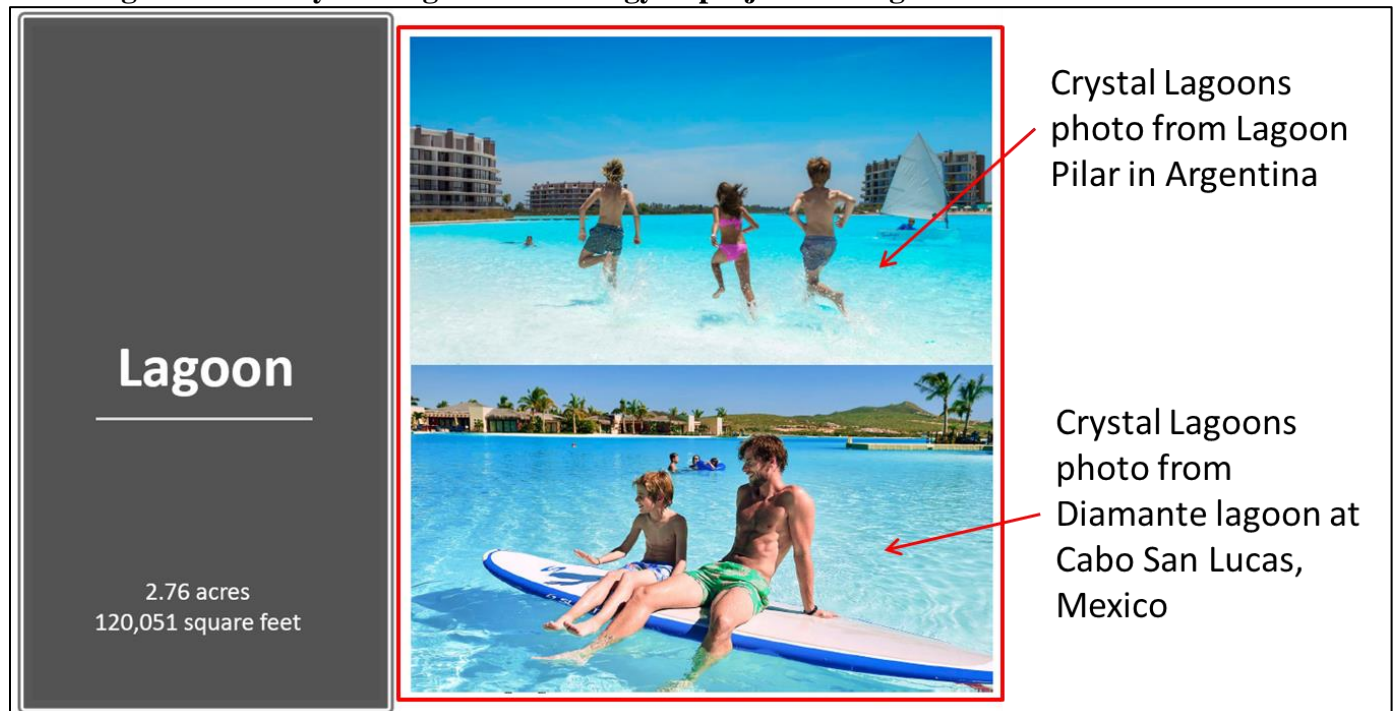 Lagoon
2.76 acres
120,051 square feet
Crystal Lagoons
photo from Lagoon
Pilar in Argentina
Crystal Lagoons
photo from
Diamante lagoon at
Cabo San Lucas,
Mexico